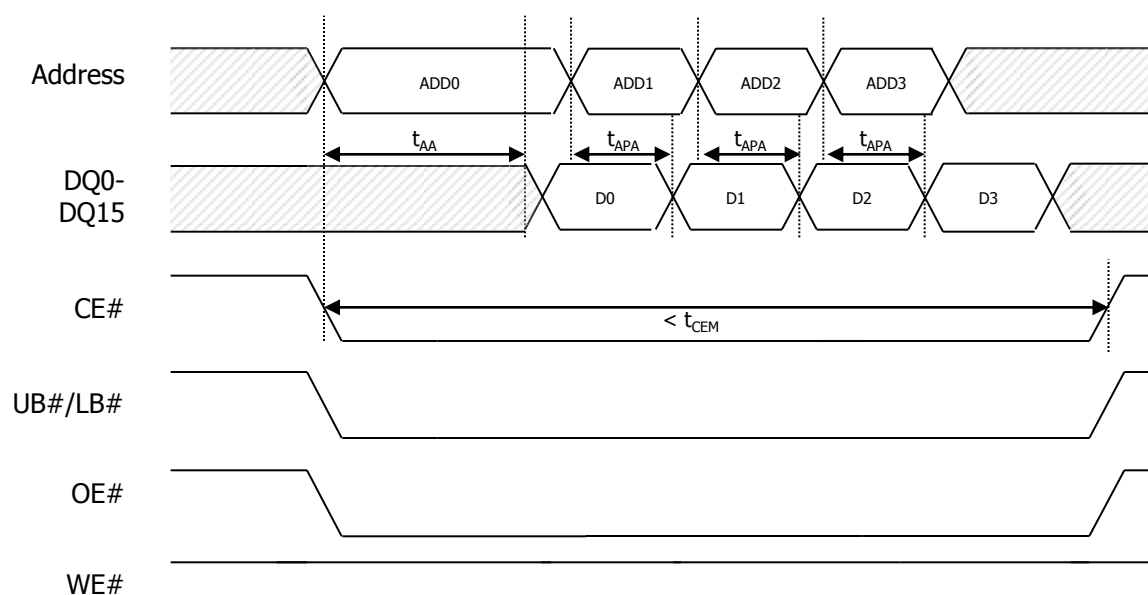 Address
ADD0 ADD1 ADD2 ADD3
tAA tAPA tAPA tAPA
DQ0-
DQ15
D0 D1 D2 D3
CE#
< tCEM
UB#/LB#
OE#
WE#